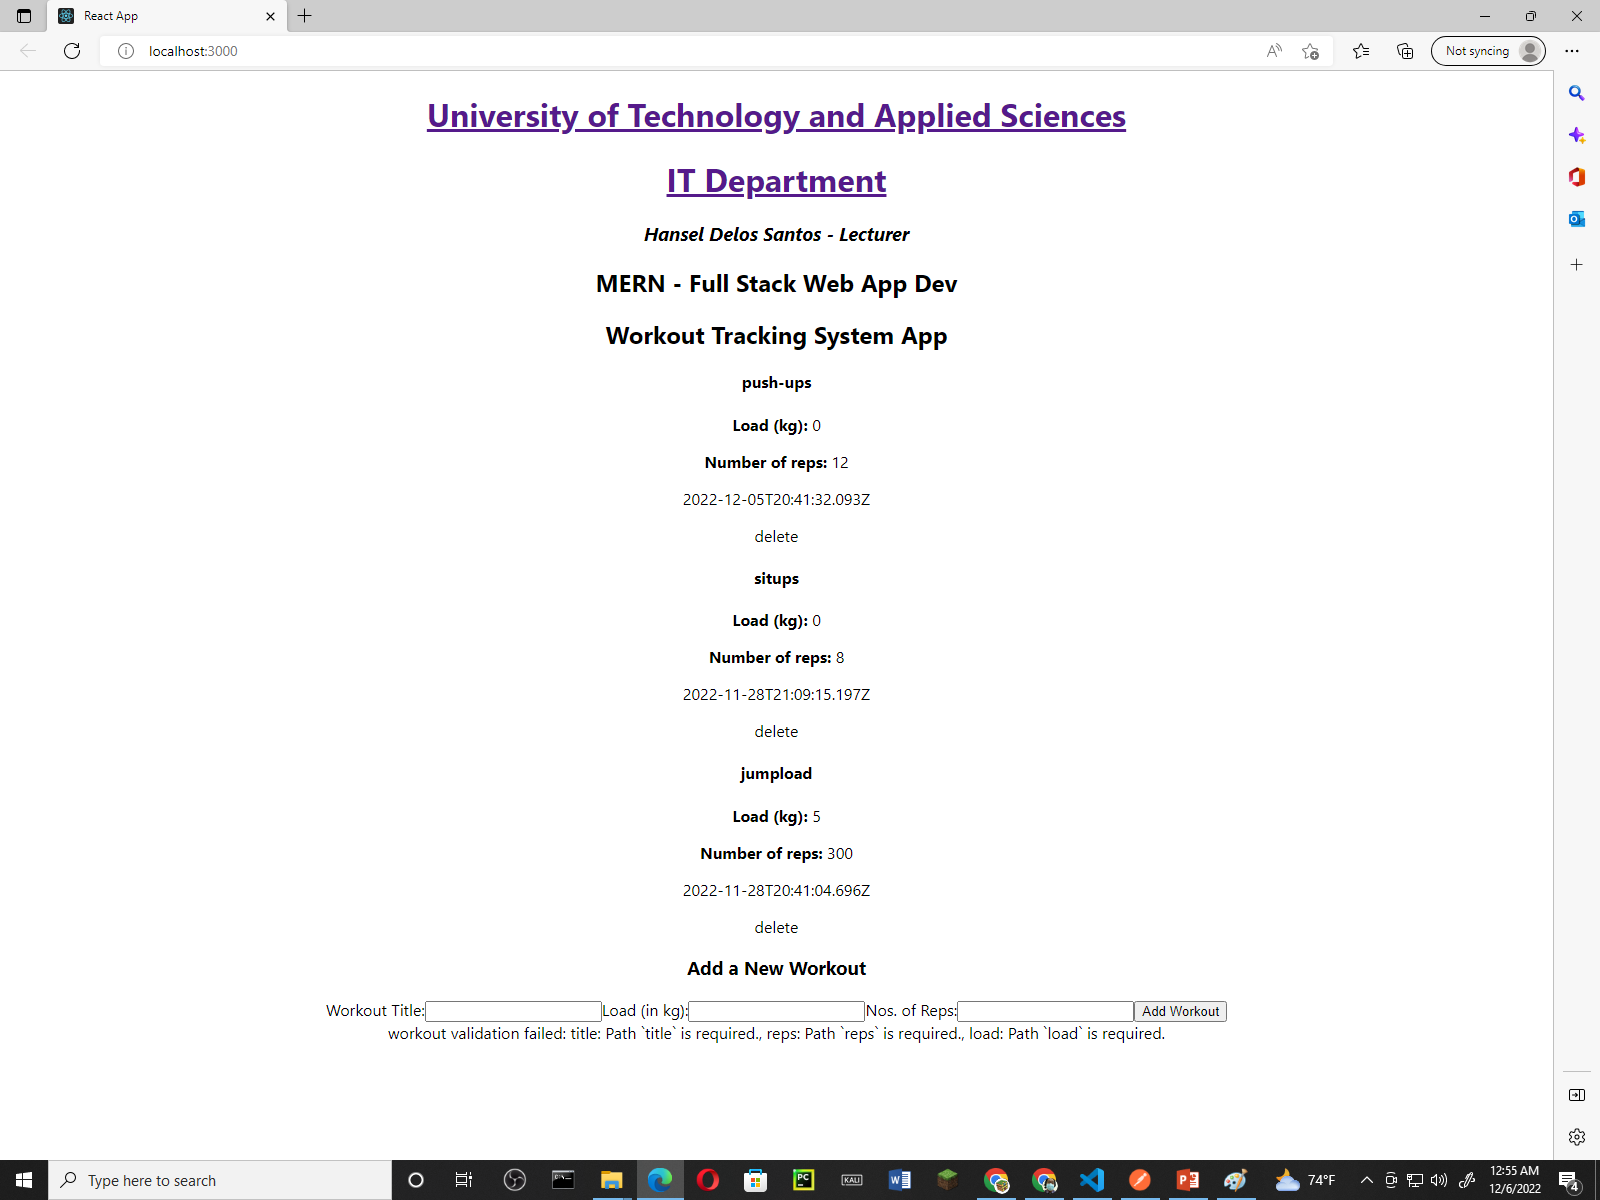 React App
localhost:3000
Not syncing
University of Technology and Applied Sciences
IT Department
Hansel Delos Santos - Lecturer
MERN - Full Stack Web App Dev
Workout Tracking System App
push-ups
Load (kg): 0
Number of reps: 12
2022-12-05T20:41:32.093Z
delete
situps
Load (kg): 0
Number of reps: 8
2022-11-28T21:09:15.197Z
delete
jumpload
Load (kg): 5
Number of reps: 300
2022-11-28T20:41:04.696Z
delete
Add a New Workout
Workout Title: Load (in kg): Nos. of Reps: Add Workout
workout validation failed: title: Path `title` is required., reps: Path `reps` is required., load: Path `load` is required.
Type here to search
PC
KALI
74°F
12:55 AM
12/6/2022
4